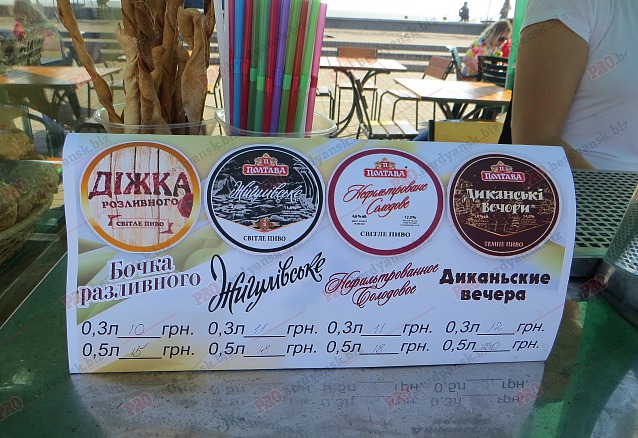 ДІЖКА
РОЗЛИВНОГО
СВІТЛЕ ПИВО
ПОЛТАВА
Жигулівське
СВІТЛЕ ПИВО
ПОЛТАВА
Нефильтроване
Солодове
СВІТЛЕ ПИВО
ПОЛТАВА
Диканські
вечори
ТЕМНЕ ПИВО
Бочка
разливного
Жигулівське
Нефильтрованное
Солодовое
Диканьские
вечера
0,3л 10 грн.
0,5л 15 грн.
0,3л 11 грн.
0,5л 18 грн.
0,3л 11 грн.
0,5л 18 грн.
0,3л 12 грн.
0,5л 20 грн.